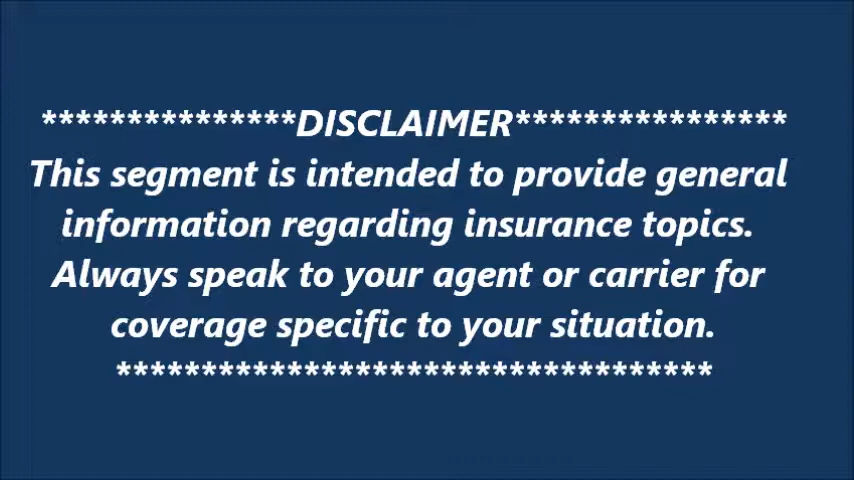 ***************DISCLAIMER****************
This segment is intended to provide general
information regarding insurance topics.
Always speak to your agent or carrier for
coverage specific to your situation.
***********************************